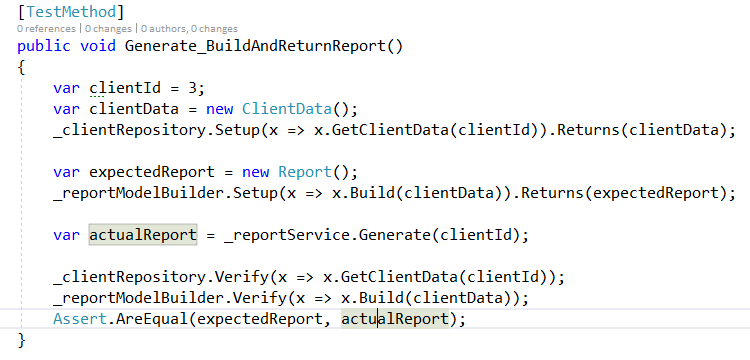 [TestMethod]
0 references | 0 changes | 0 authors, 0 changes
public void Generate_BuildAndReturnReport()
{
var clientId = 3;
var clientData = new ClientData();
_clientRepository.Setup(x => x.GetClientData(clientId)).Returns(clientData);
var expectedReport = new Report();
_reportModelBuilder.Setup(x => x.Build(clientData)).Returns(expectedReport);
var actualReport = _reportService.Generate(clientId);
_clientRepository.Verify(x => x.GetClientData(clientId));
_reportModelBuilder.Verify(x => x.Build(clientData));
Assert.AreEqual(expectedReport, actualReport);
}